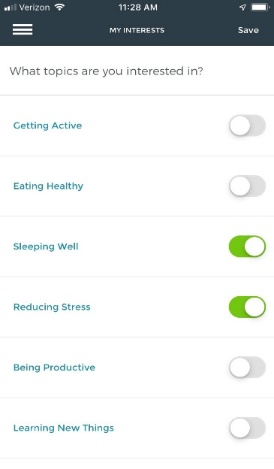 Verizon
11:28 AM
MY INTERESTS
Save
What topics are you interested in?
Getting Active
Eating Healthy
Sleeping Well
Reducing Stress
Being Productive
Learning New Things